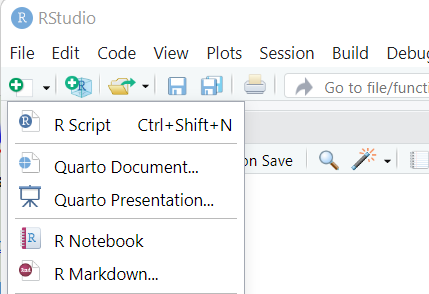 RStudio
File Edit Code View Plots Session Build Debug
Go to file/functi
R Script Ctrl+Shift+N
on Save
Quarto Document...
Quarto Presentation...
R Notebook
R Markdown...